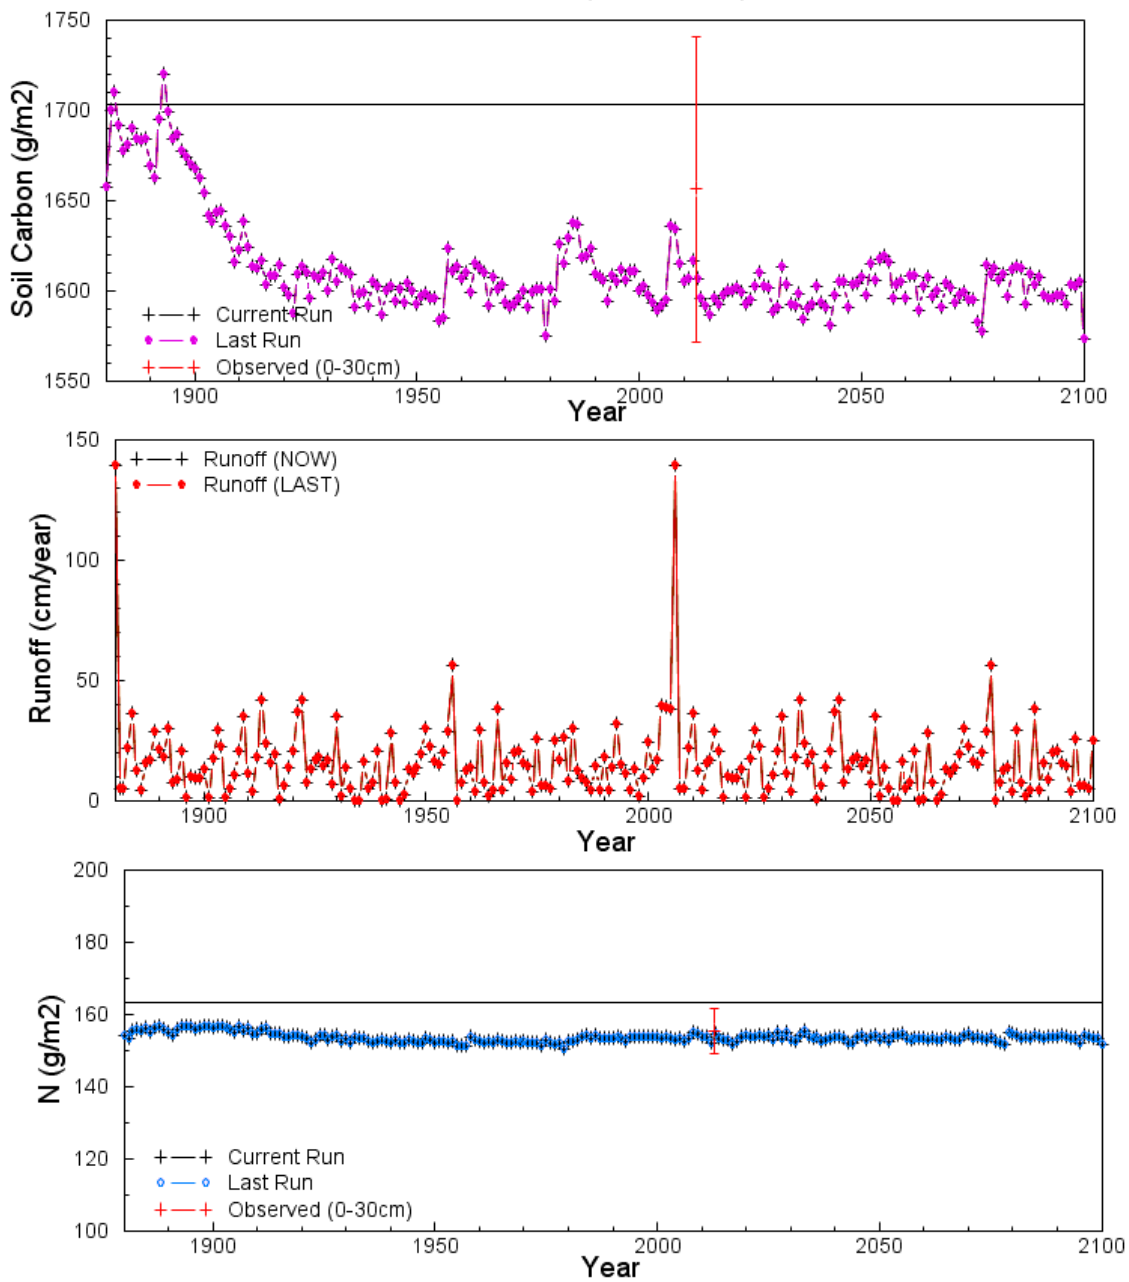 1750
1700
1650
1600
1550
Soil Carbon (g/m2)
Current Run
Last Run
Observed (0-30cm)
1900 1950 2000 2050 2100
Year
150
100
50
0
Runoff (cm/year)
Runoff (NOW)
Runoff (LAST)
1900 1950 2000 2050 2100
Year
200
180
160
140
120
100
N (g/m2)
Current Run
Last Run
Observed (0-30cm)
1900 1950 2000 2050 2100
Year